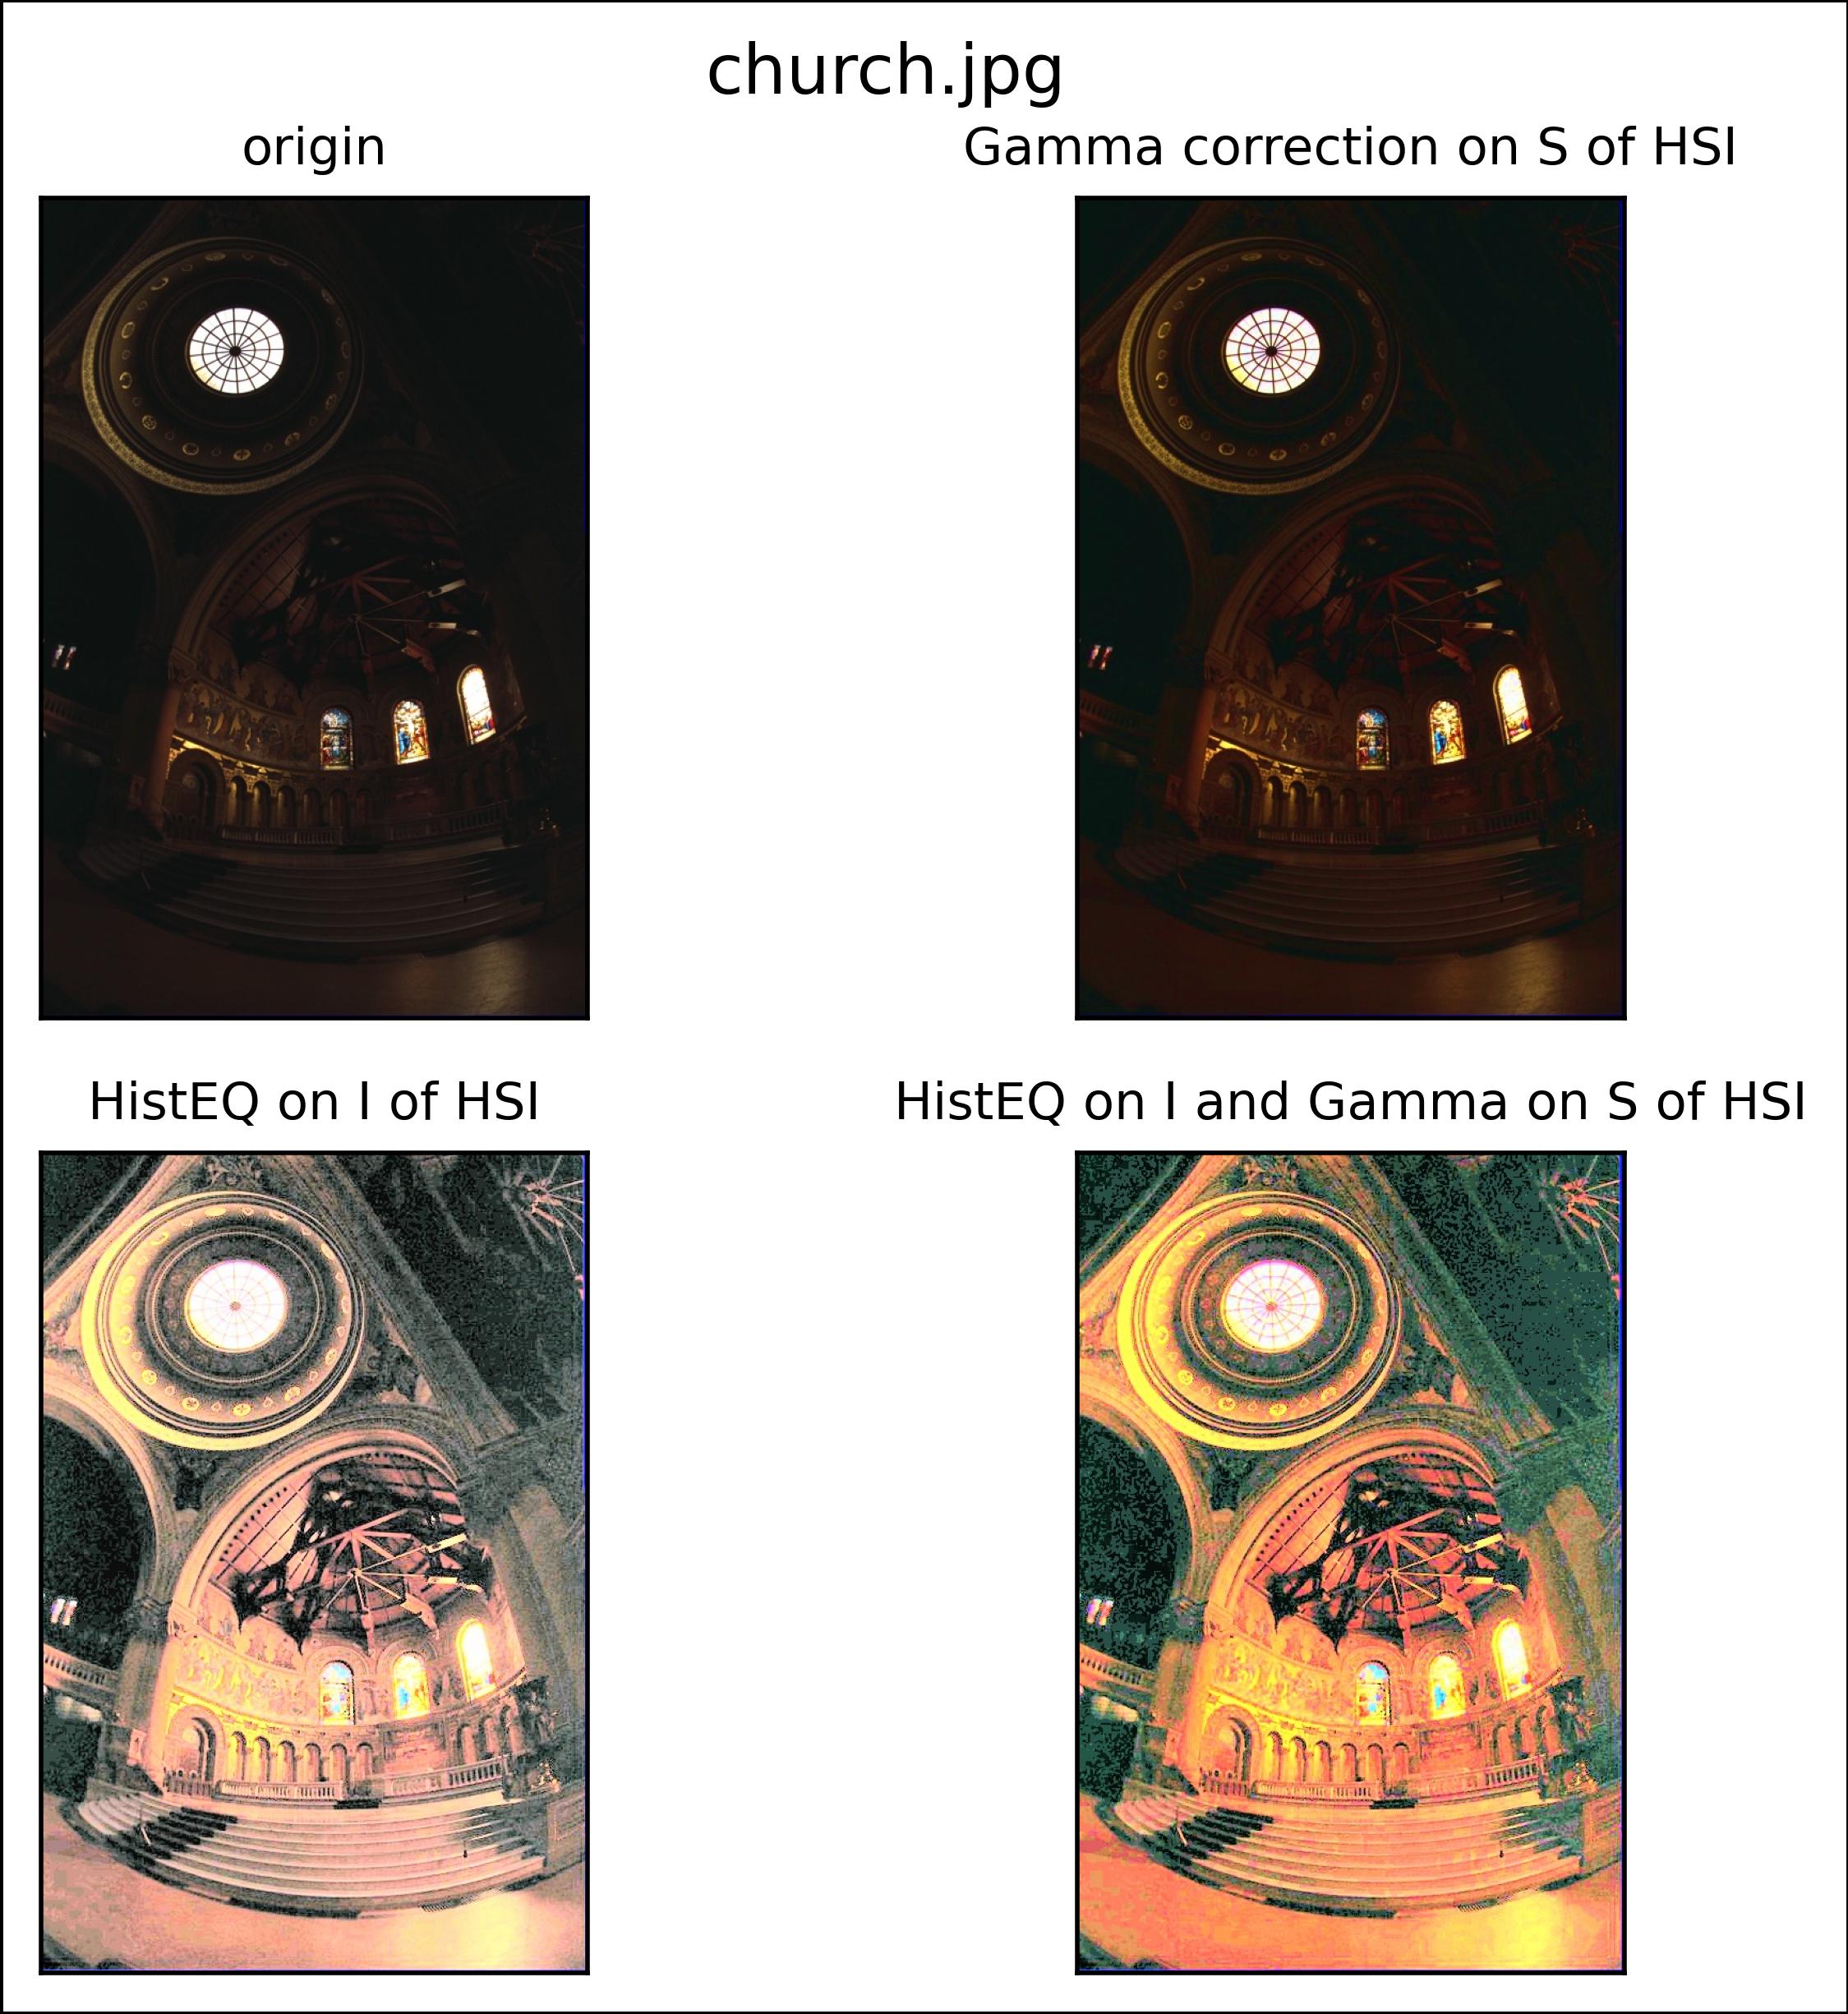 church.jpg
origin
Gamma correction on S of HSI
HistEQ on I of HSI
HistEQ on I and Gamma on S of HSI